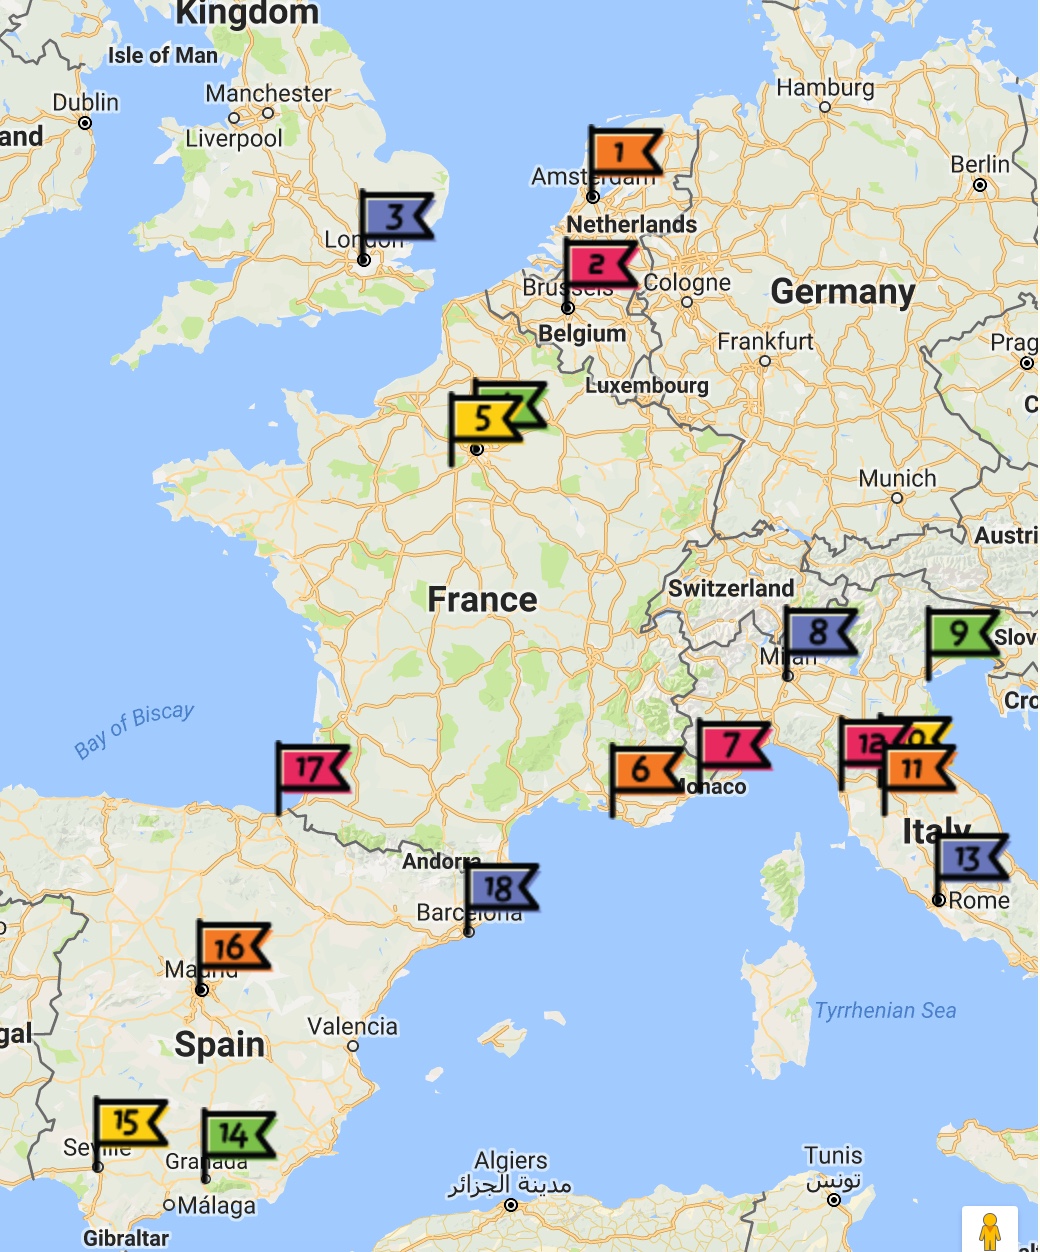 Kingdom
Isle of Man
Manchester
Hamburg
Dublin
and
Liverpool
1
Berlin
Amsterdam
3
Netherlands
London
2
Brussels
Cologne
Germany
Belgium
Frankfurt
Prag
Luxembourg
C
5
Munich
Austri
Switzerland
France
8
9
Slov
Milan
Cro
Bay of Biscay
7
12
0
17
6
11
Monaco
Italy
13
Andorra
18
Rome
Barcelona
16
Madrid
Tyrrhenian Sea
Valencia
gal
Spain
15
14
Seville
Granada
Algiers
مدينة الجزائر
Tunis
تونس
Málaga
Gibraltar